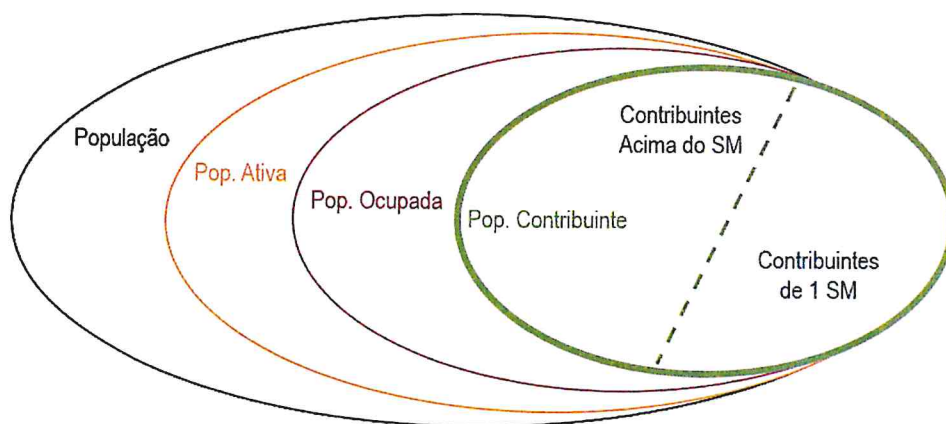 População
Pop. Ativa
Pop. Ocupada
Pop. Contribuinte
Contribuintes
Acima do SM
Contribuintes
de 1 SM